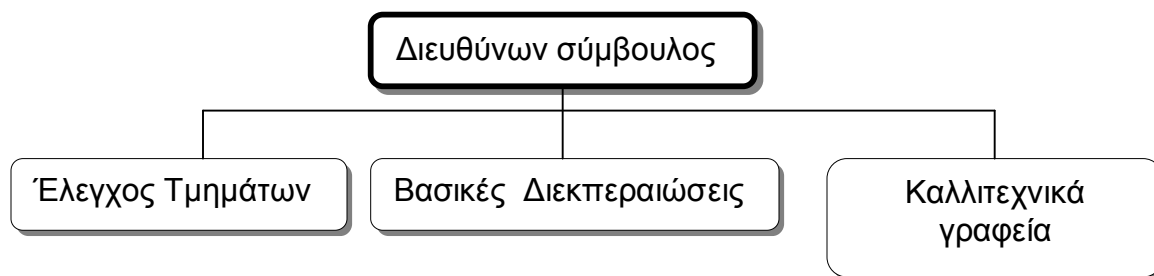 Διευθύνων σύμβουλος
Έλεγχος Τμημάτων
Βασικές Διεκπεραιώσεις
Καλλιτεχνικά
γραφεία